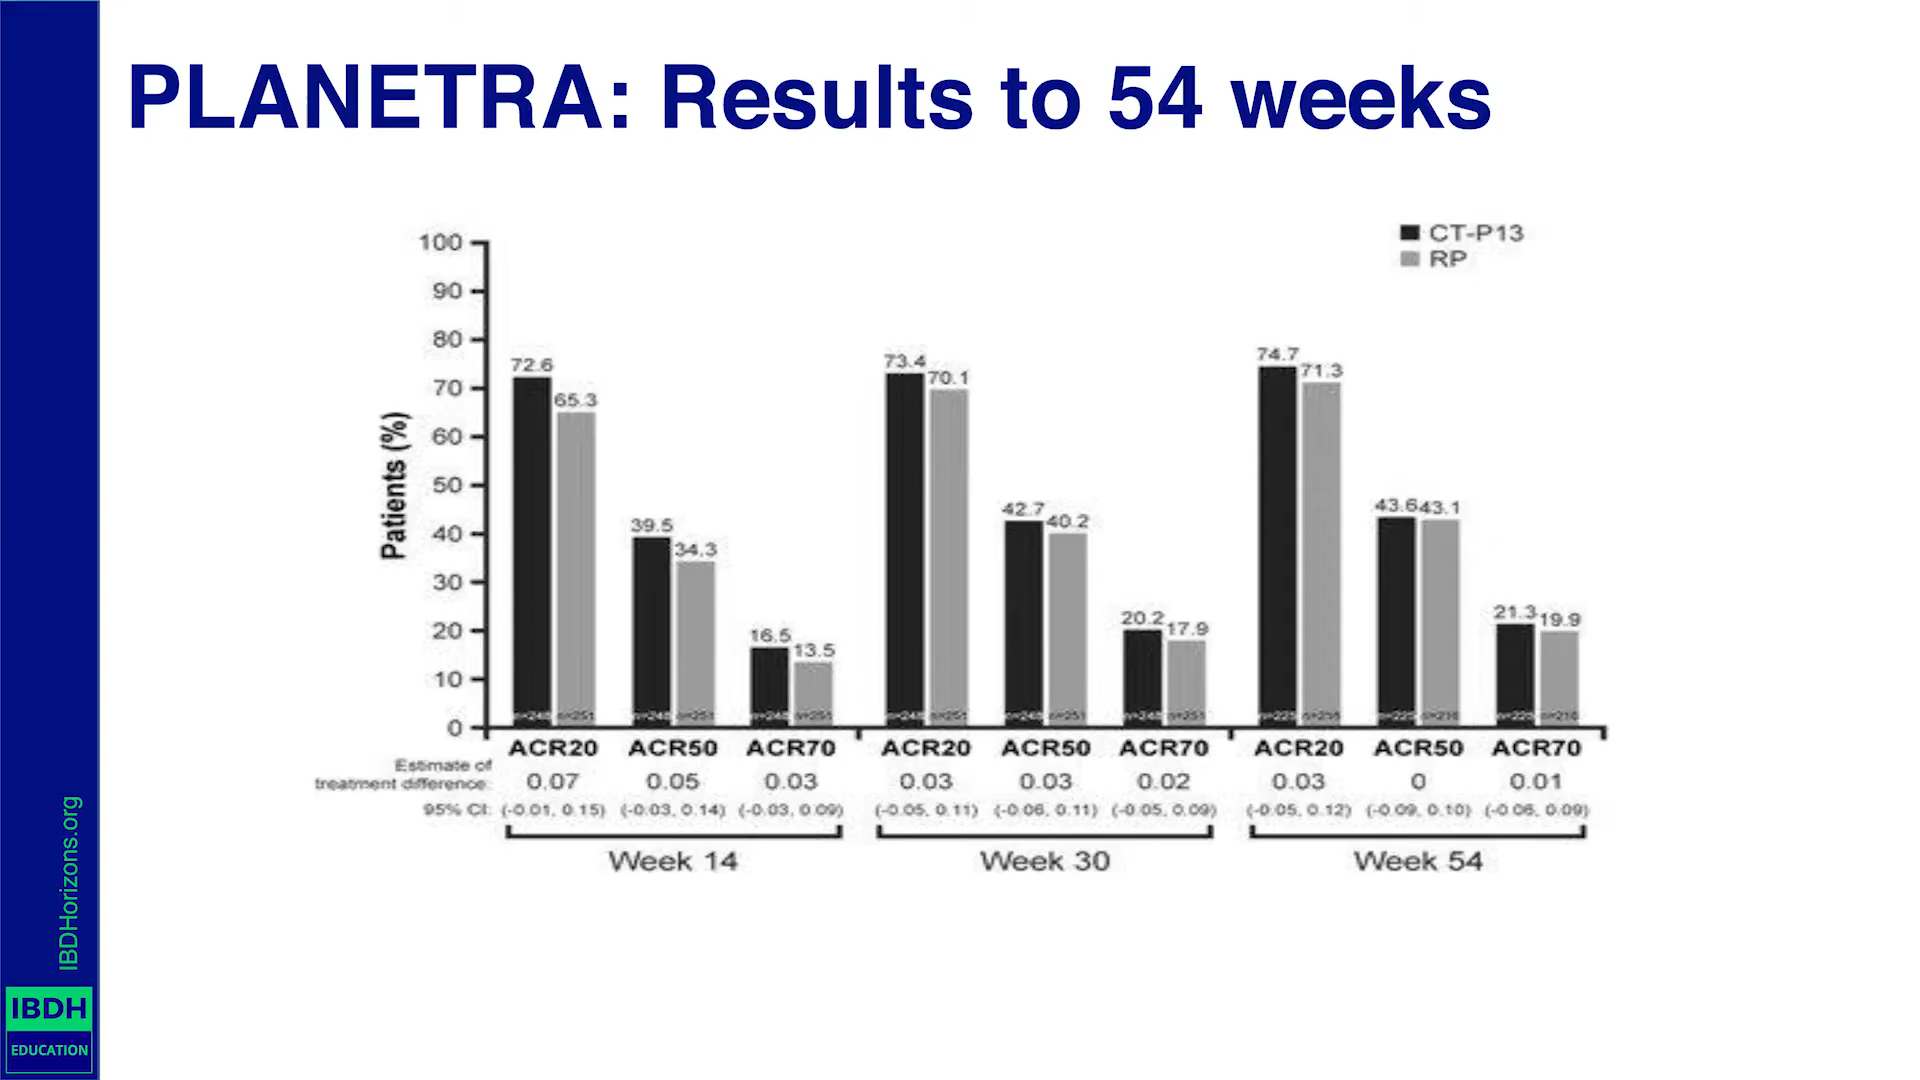 PLANETRA: Results to 54 weeks
CT-P13
RP
Patients (%)
100
90
80
70
60
50
40
30
20
10
0
72.6
65.3
39.5
34.3
16.5
13.5
73.4
70.1
42.7
40.2
20.2
17.9
74.7
71.3
43.6
43.1
21.3
19.9
n=251 n=251 n=251
n=251 n=251 n=251
ACR20 ACR50 ACR70 ACR20 ACR50 ACR70 ACR20 ACR50 ACR70
Estimate of
treatment difference: 0.07 0.05 0.03 0.03 0.03 0.02 0.03 0 0.01
95% CI: (-0.01, 0.15) (-0.03, 0.14) (-0.03, 0.09) (-0.05, 0.11) (-0.06, 0.11) (-0.05, 0.09) (-0.05, 0.12) (-0.09, 0.10) (-0.06, 0.09)
Week 14 Week 30 Week 54
IBDHorizons.org
IBDH
EDUCATION